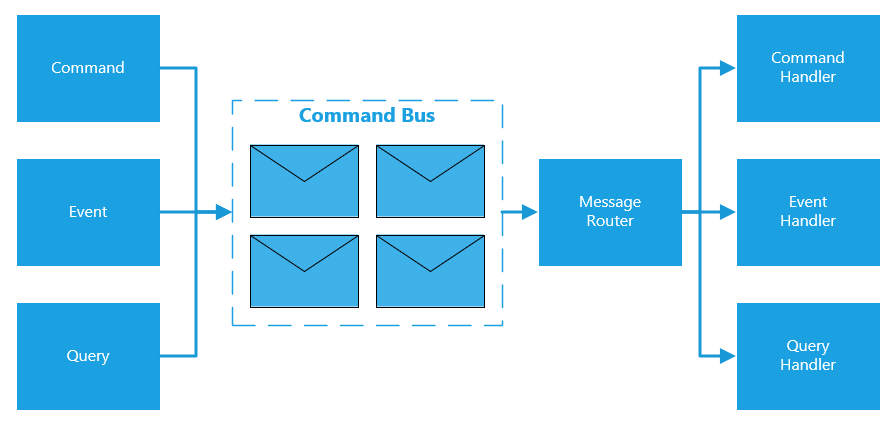 Command
Event
Query
Command Bus
Message
Router
Command
Handler
Event
Handler
Query
Handler